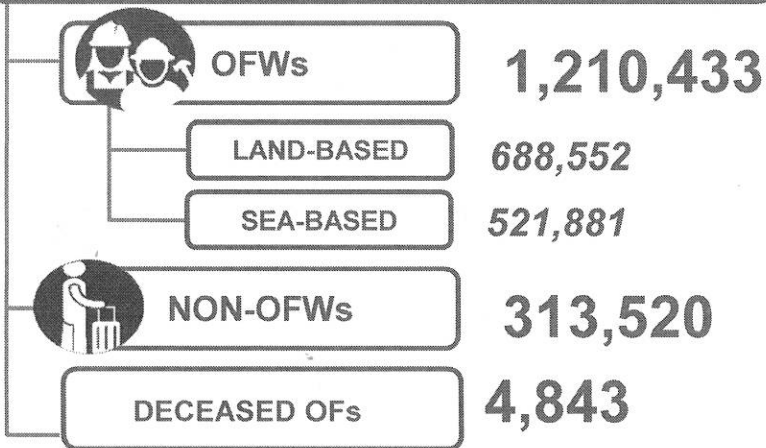 OFWs 1,210,433
LAND-BASED 688,552
SEA-BASED 521,881
NON-OFWs 313,520
DECEASED OFs 4,843